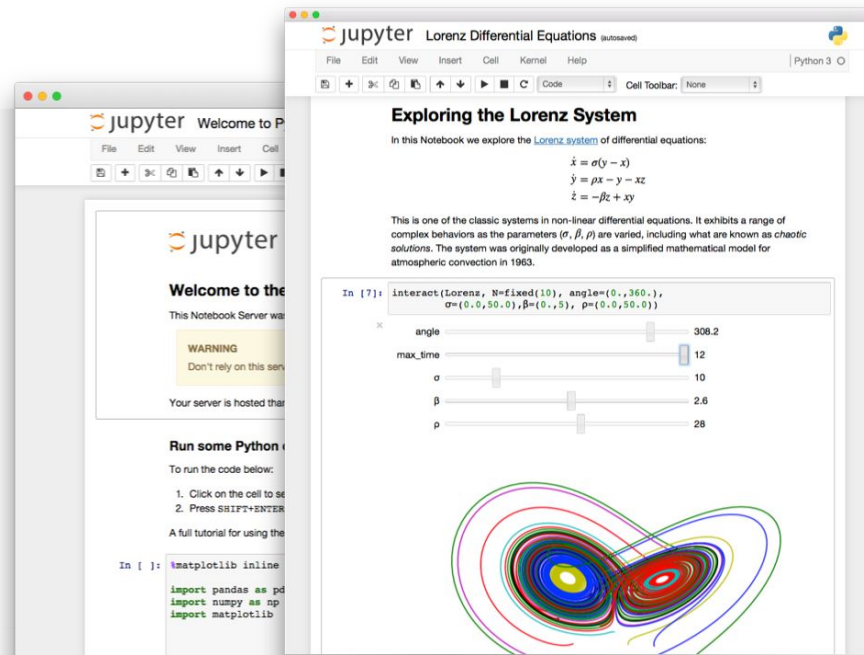 jupyter Lorenz Differential Equations (autosaved)
File Edit View Insert Cell Kernel Help Python 3
Code Cell Toolbar: None
Exploring the Lorenz System
In this Notebook we explore the Lorenz system of differential equations:
ẋ = σ(y − x)
ẏ = ρx − y − xz
ż = −βz + xy
This is one of the classic systems in non-linear differential equations. It exhibits a range of
complex behaviors as the parameters (σ, β, ρ) are varied, including what are known as chaotic
solutions. The system was originally developed as a simplified mathematical model for
atmospheric convection in 1963.
In [7]: interact(Lorenz, N=fixed(10), angle=(0.,360.),
σ=(0.0,50.0),β=(0.,5), ρ=(0.0,50.0))
angle 308.2
max_time 12
σ 10
β 2.6
ρ 28
jupyter Welcome to P
File Edit View Insert Cell
jupyter
Welcome to the
This Notebook Server was
WARNING
Don't rely on this serv
Your server is hosted than
Run some Python
To run the code below:
1. Click on the cell to se
2. Press SHIFT+ENTER
A full tutorial for using the
In [ ]: %matplotlib inline
import pandas as pd
import numpy as np
import matplotlib